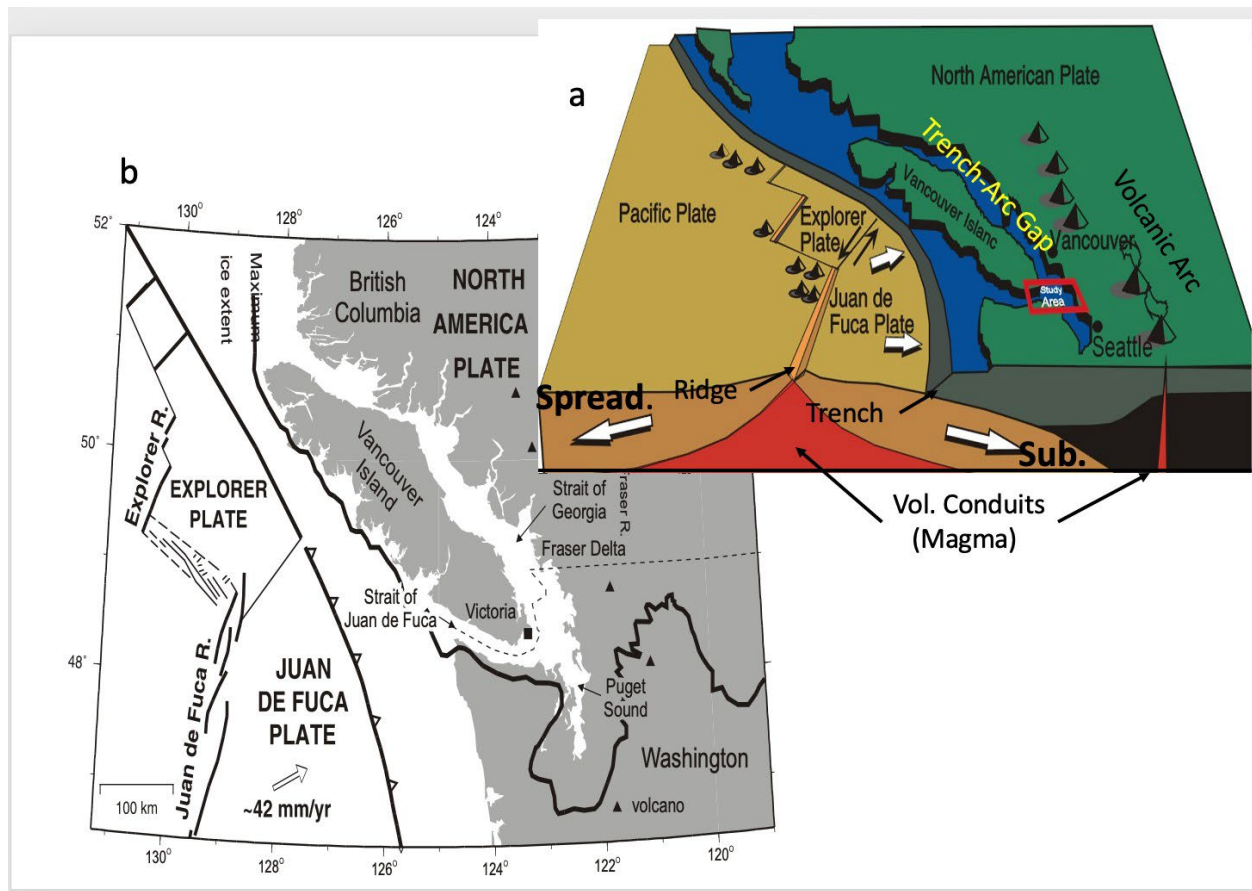 a
North American Plate
Trench-Arc Gap
Volcanic Arc
Pacific Plate
Explorer
Plate
Vancouver Islanc
Vancouver
Juan de
Fuca Plate
Study
Area
Seattle
Spread.
Ridge
Trench
Sub.
Vol. Conduits
(Magma)
b
130°
128°
126°
124°
52°
50°
48°
Maximum
ice extent
British
Columbia
NORTH
AMERICA
PLATE
Vancouver
Island
Explorer R.
EXPLORER
PLATE
Strait of
Georgia
Fraser R.
Fraser Delta
Strait of
Juan de Fuca
Victoria
Juan de Fuca R.
JUAN
DE FUCA
PLATE
~42 mm/yr
Puget
Sound
Washington
volcano
100 km
130°
128°
126°
124°
122°
120°